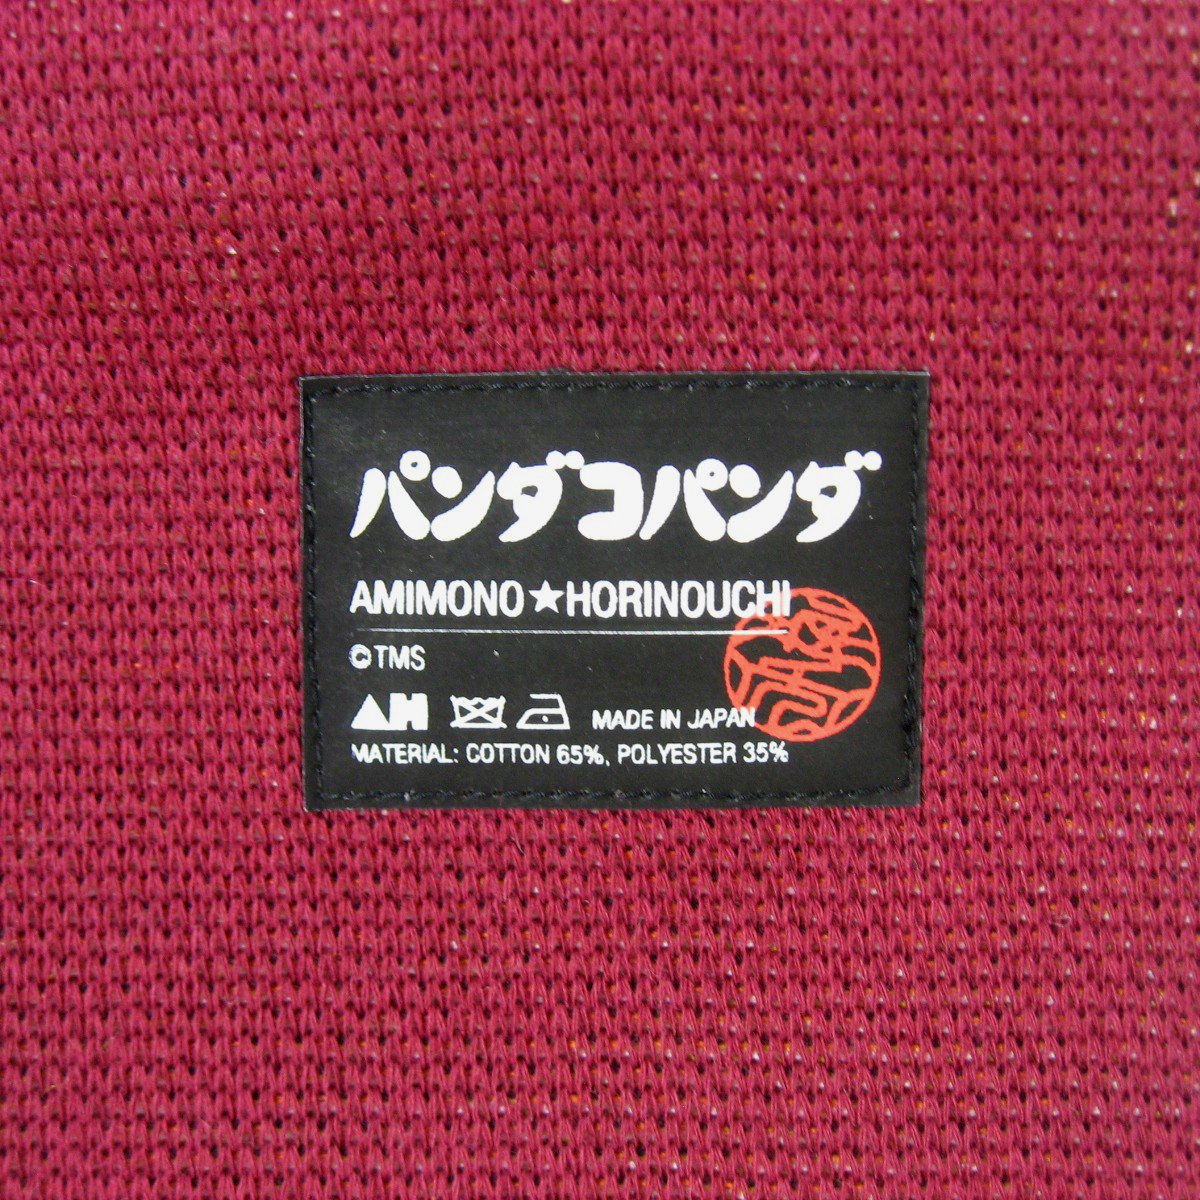 パンダコパンダ
AMIMONO★HORINOUCHI
©TMS
AH MADE IN JAPAN
MATERIAL: COTTON 65%, POLYESTER 35%